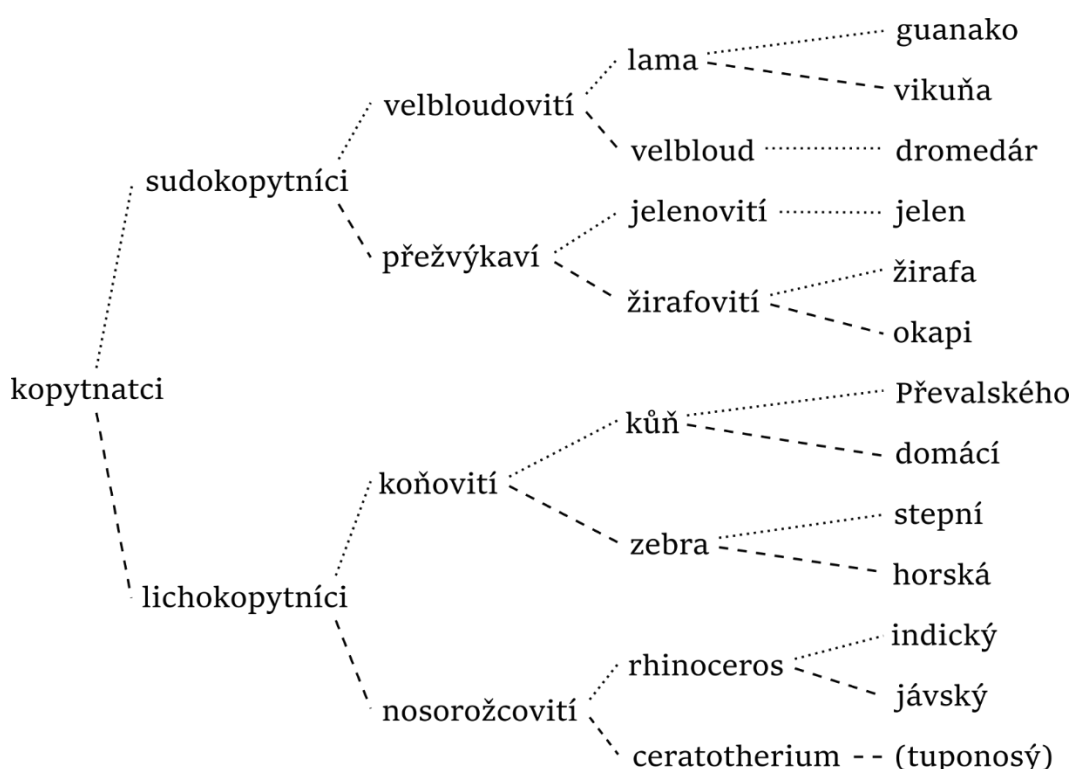 guanako
lama
vikuňa
velbloudovití
velbloud
dromedár
sudokopytníci
jelenovití
jelen
přežvýkaví
žirafa
žirafovití
okapi
kopytnatci
Převalského
kůň
domácí
koňovití
stepní
zebra
horská
lichokopytníci
indický
rhinoceros
jávský
nosorožcovití
ceratotherium
(tuponosý)